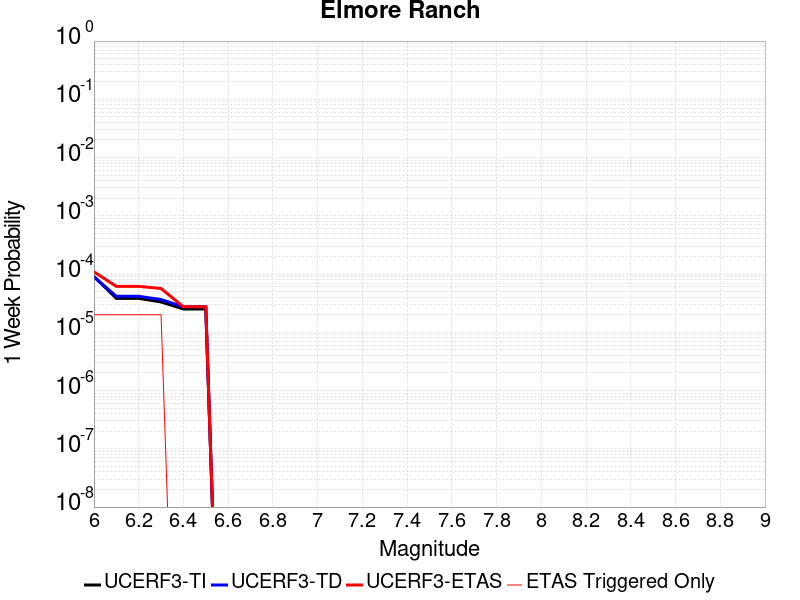 Elmore Ranch
10^0
10^-1
10^-2
10^-3
10^-4
10^-5
10^-6
10^-7
10^-8
1 Week Probability
6 6.2 6.4 6.6 6.8 7 7.2 7.4 7.6 7.8 8 8.2 8.4 8.6 8.8 9
Magnitude
UCERF3-TI UCERF3-TD UCERF3-ETAS ETAS Triggered Only